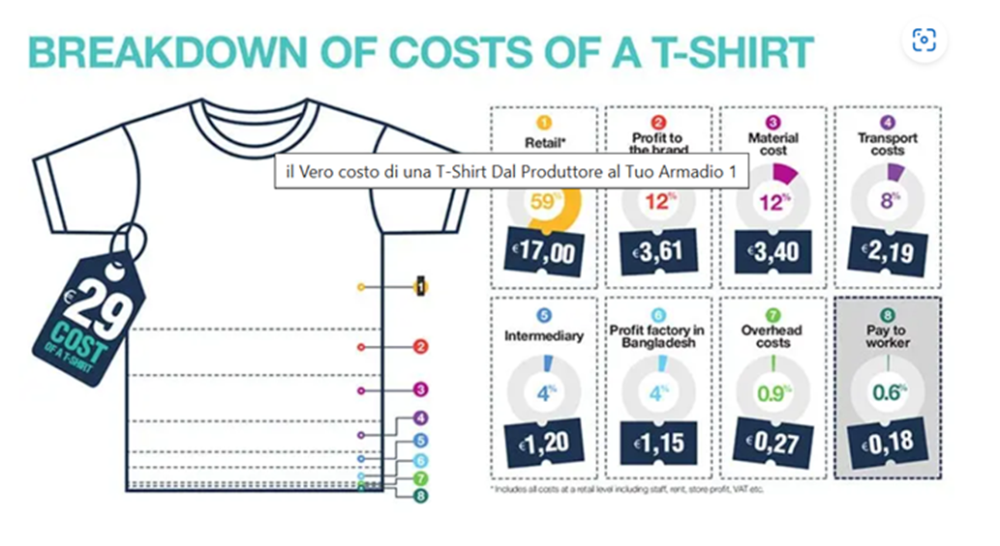 BREAKDOWN OF COSTS OF A T-SHIRT
il Vero costo di una T-Shirt Dal Produttore al Tuo Armadio 1
€29
COST
OF A T-SHIRT
1
2
3
4
5
6
7
8
1
Retail*
59%
€17,00
2
Profit to
the brand
12%
€3,61
3
Material
cost
12%
€3,40
4
Transport
costs
8%
€2,19
5
Intermediary
4%
€1,20
6
Profit factory in
Bangladesh
4%
€1,15
7
Overhead
costs
0.9%
€0,27
8
Pay to
worker
0.6%
€0,18
* Includes all costs at a retail level including staff, rent, store profit, VAT etc.